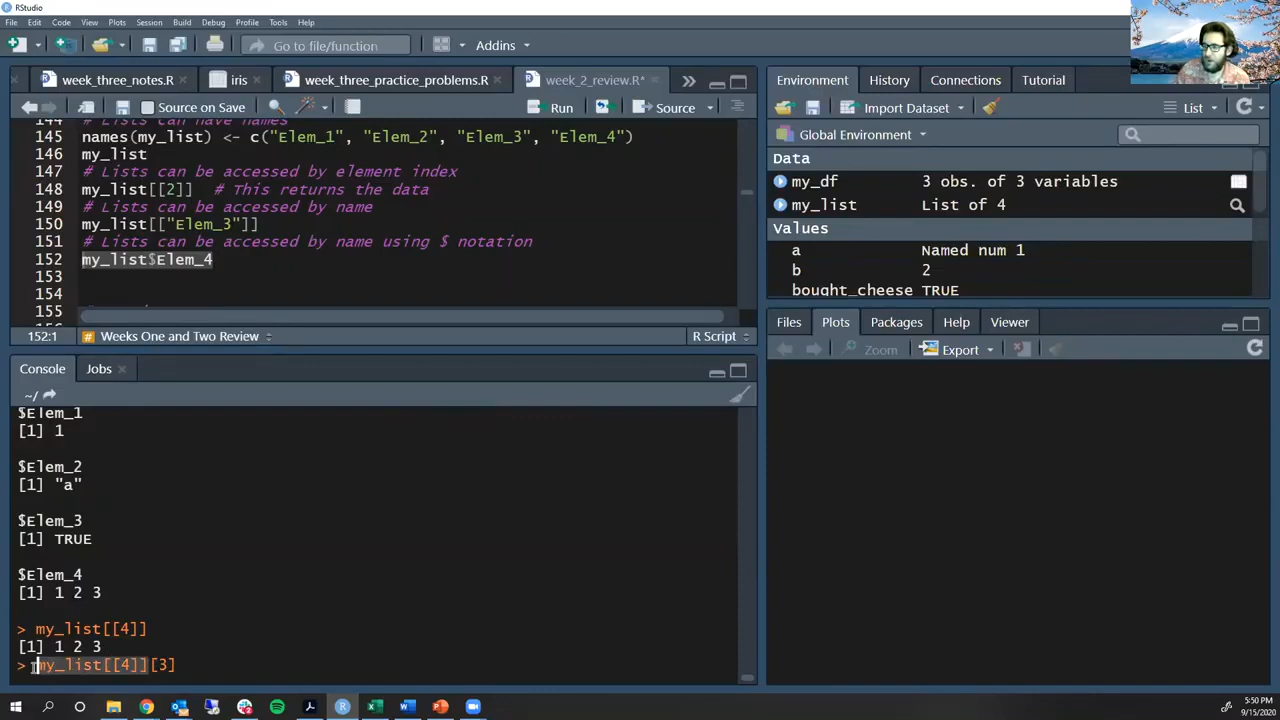 RStudio
File Edit Code View Plots Session Build Debug Profile Tools Help
Go to file/function Addins
week_three_notes.R iris week_three_practice_problems.R week_2_review.R*
Source on Save Run Source
144 # Lists can have names
145 names(my_list) <- c("Elem_1", "Elem_2", "Elem_3", "Elem_4")
146 my_list
147 # Lists can be accessed by element index
148 my_list[[2]] # This returns the data
149 # Lists can be accessed by name
150 my_list[["Elem_3"]]
151 # Lists can be accessed by name using $ notation
152 my_list$Elem_4
153
154
155
152:1 # Weeks One and Two Review R Script
Console Jobs
~/
$Elem_1
[1] 1
$Elem_2
[1] "a"
$Elem_3
[1] TRUE
$Elem_4
[1] 1 2 3
> my_list[[4]]
[1] 1 2 3
> my_list[[4]][3]
Environment History Connections Tutorial
Import Dataset List
Global Environment
Data
my_df 3 obs. of 3 variables
my_list List of 4
Values
a Named num 1
b 2
bought_cheese TRUE
Files Plots Packages Help Viewer
Zoom Export
5:50 PM
9/15/2020